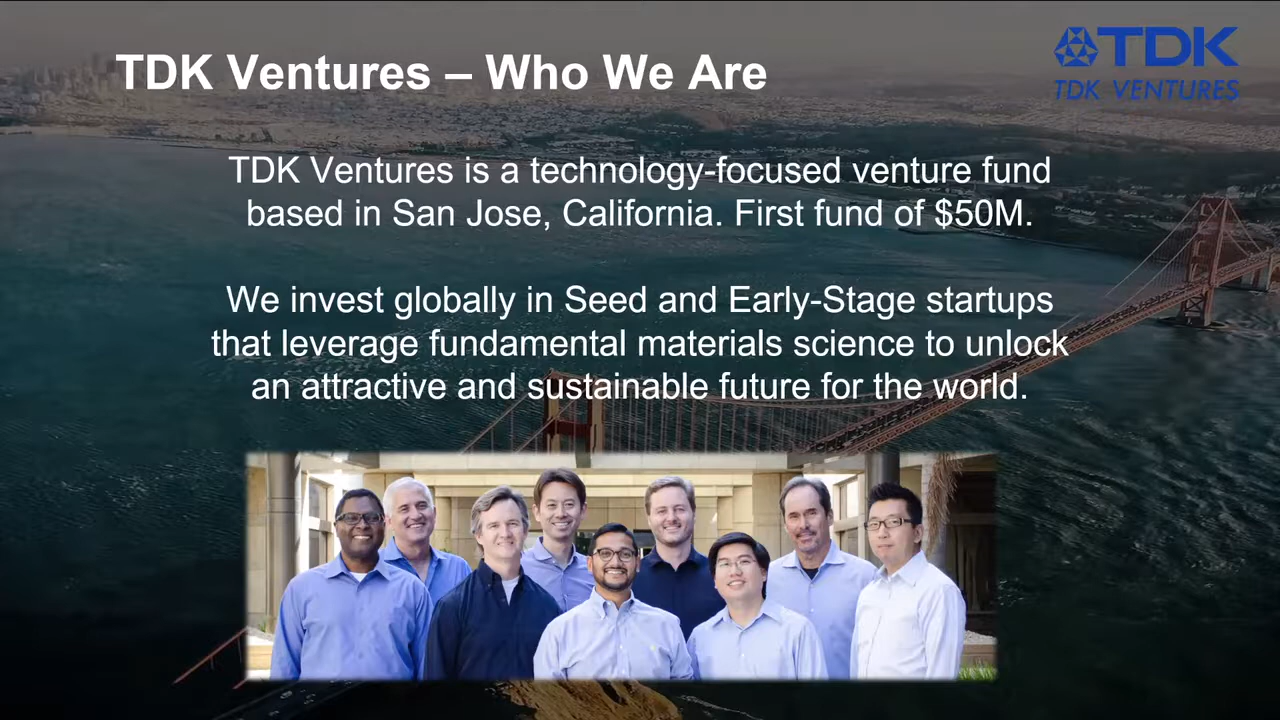 TDK Ventures – Who We Are
TDK
TDK VENTURES
TDK Ventures is a technology-focused venture fund
based in San Jose, California. First fund of $50M.
We invest globally in Seed and Early-Stage startups
that leverage fundamental materials science to unlock
an attractive and sustainable future for the world.